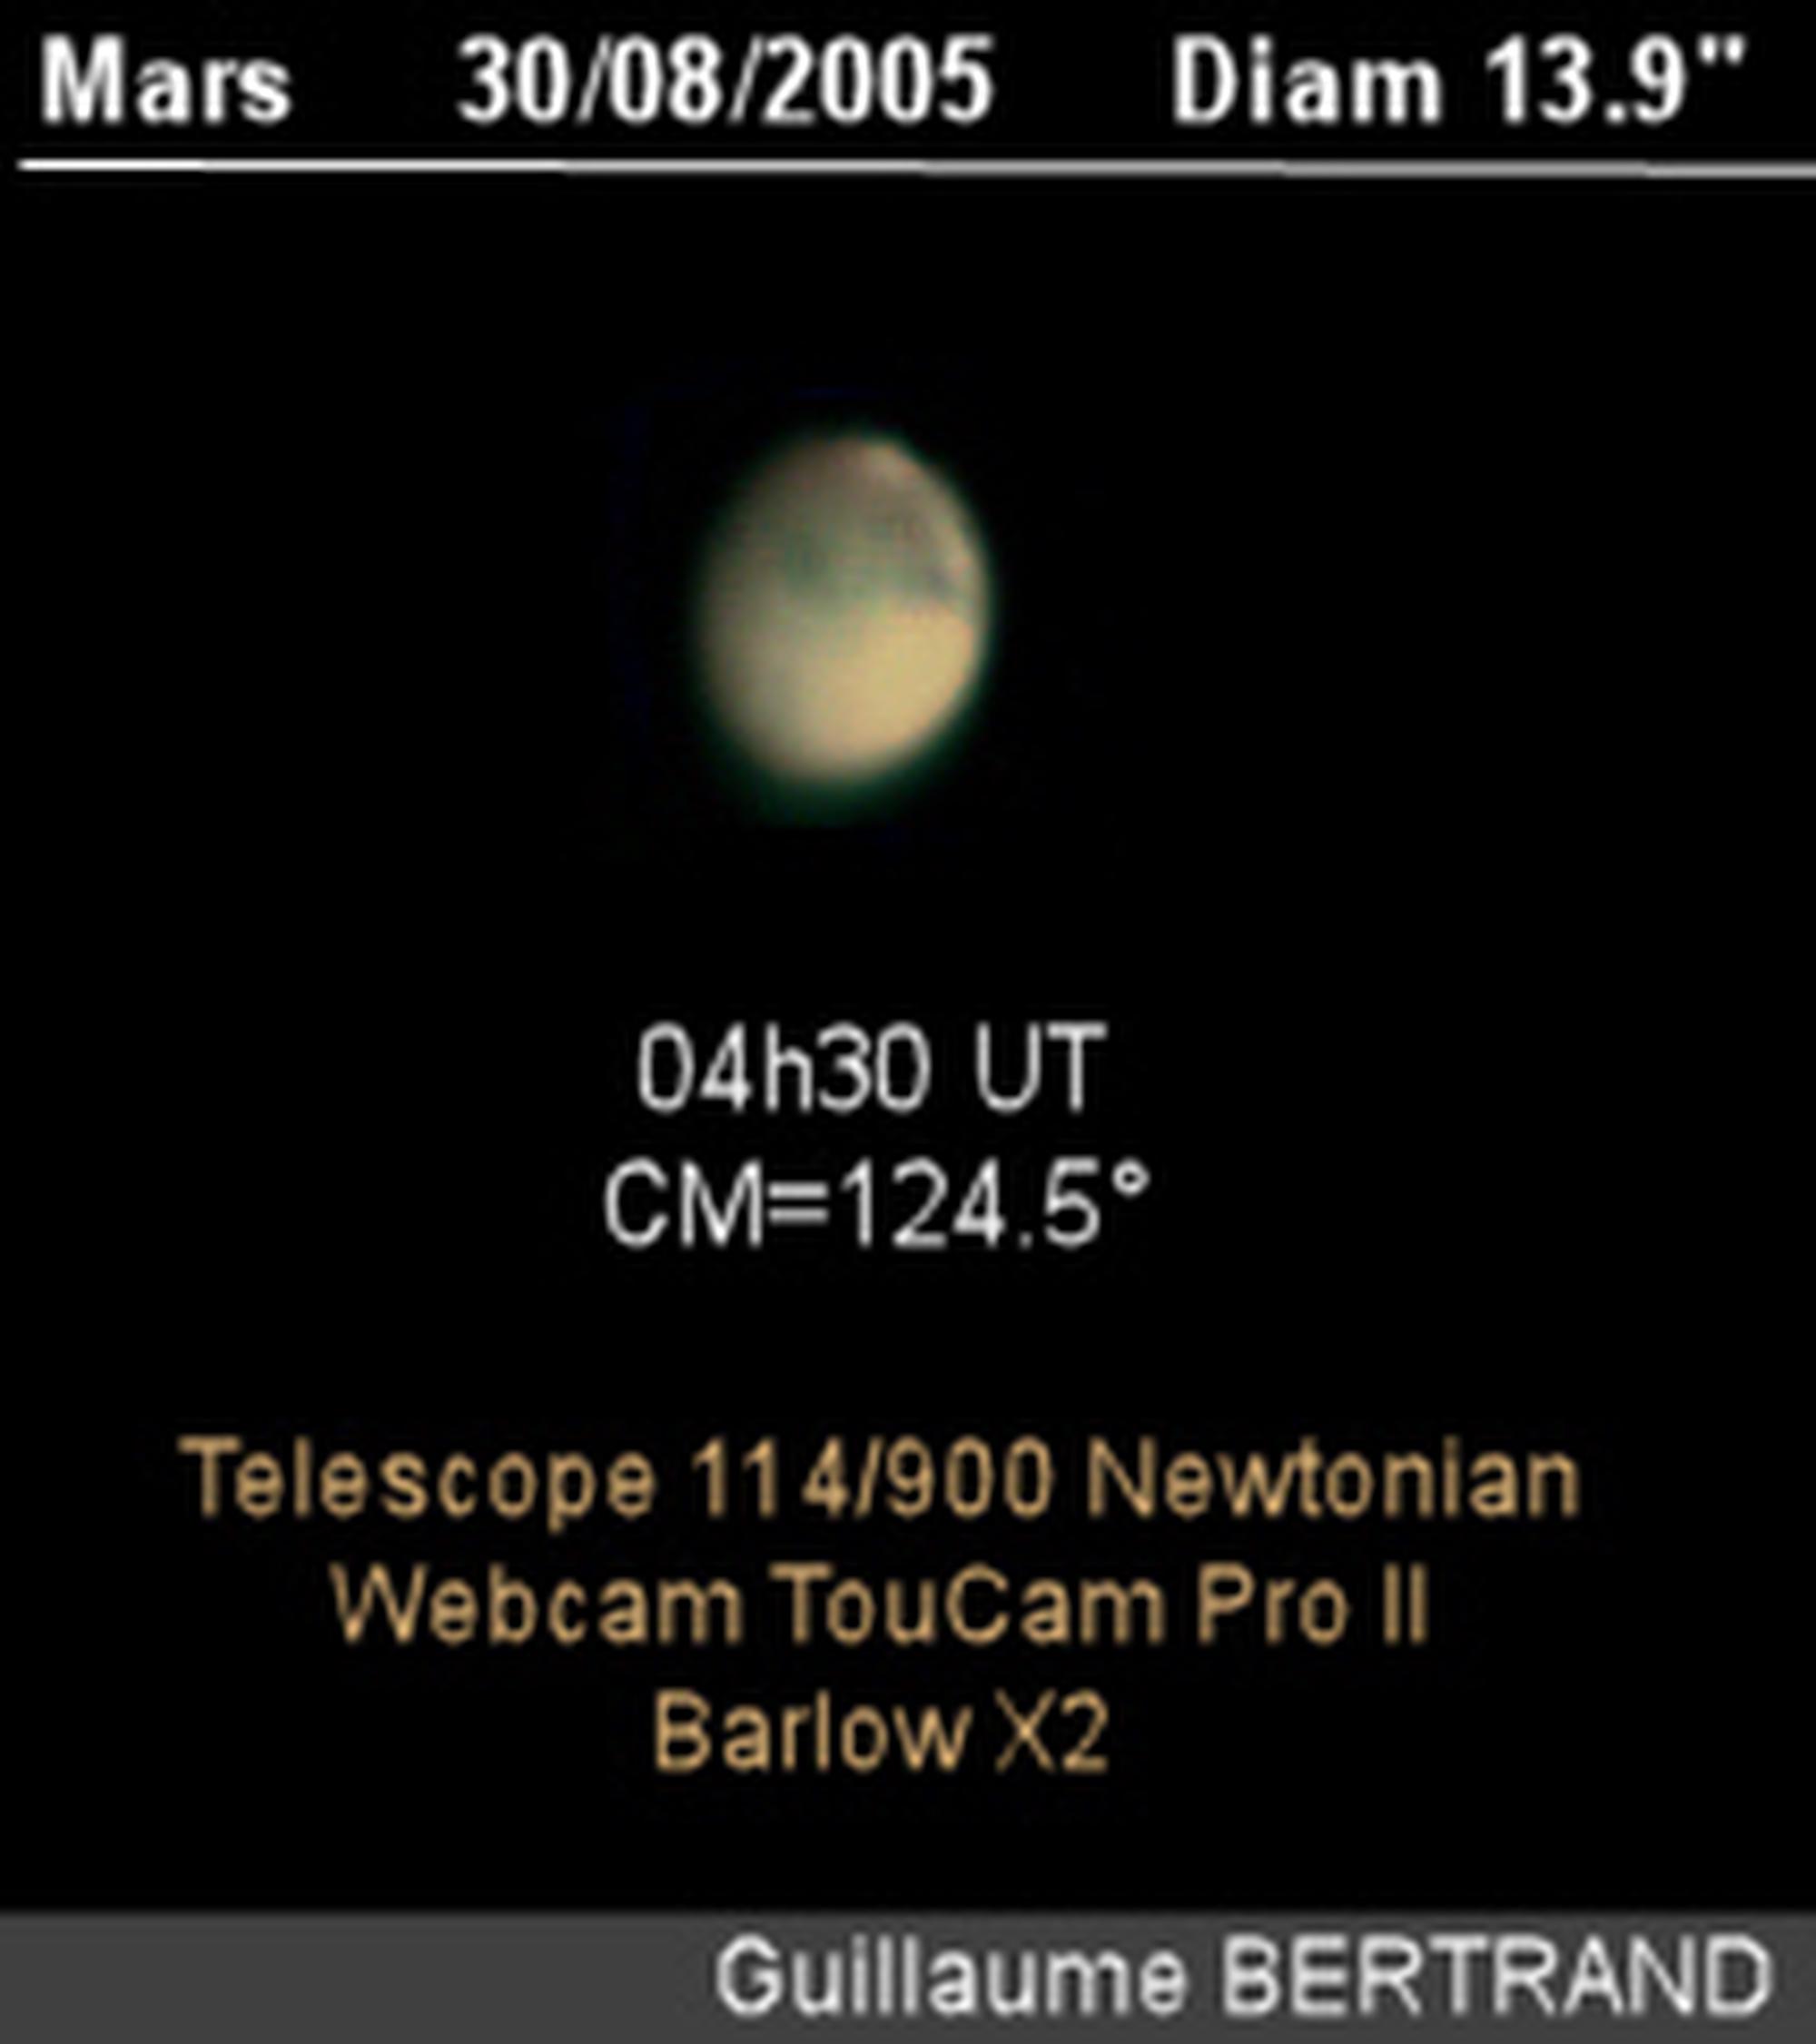 Mars 30/08/2005 Diam 13.9"
04h30 UT
CM=124.5°
Telescope 114/900 Newtonian
Webcam TouCam Pro II
Barlow X2
Guillaume BERTRAND